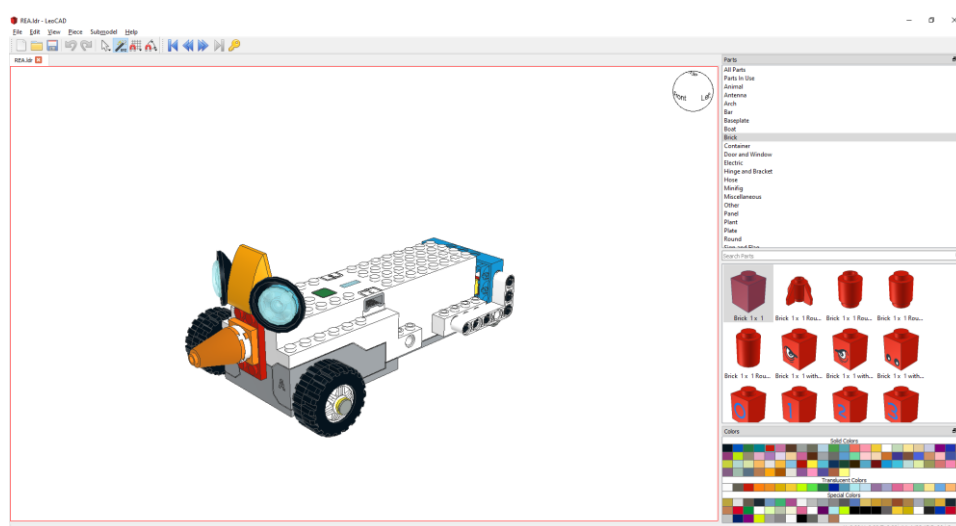 REA.ldr - LeoCAD
File Edit View Piece Submodel Help
REA.ldr
Top
Front Left
A
Parts
All Parts
Parts In Use
Animal
Antenna
Arch
Bar
Baseplate
Boat
Brick
Container
Door and Window
Electric
Hinge and Bracket
Hose
Minifig
Miscellaneous
Other
Panel
Plant
Plate
Round
Sign and Flag
Search Parts
Brick 1 x 1 Brick 1 x 1 Rou... Brick 1 x 1 Rou... Brick 1 x 1 Rou...
Brick 1 x 1 Rou... Brick 1 x 1 with... Brick 1 x 1 with... Brick 1 x 1 with...
0 1 2 3
Colors
Solid Colors
Translucent Colors
Special Colors